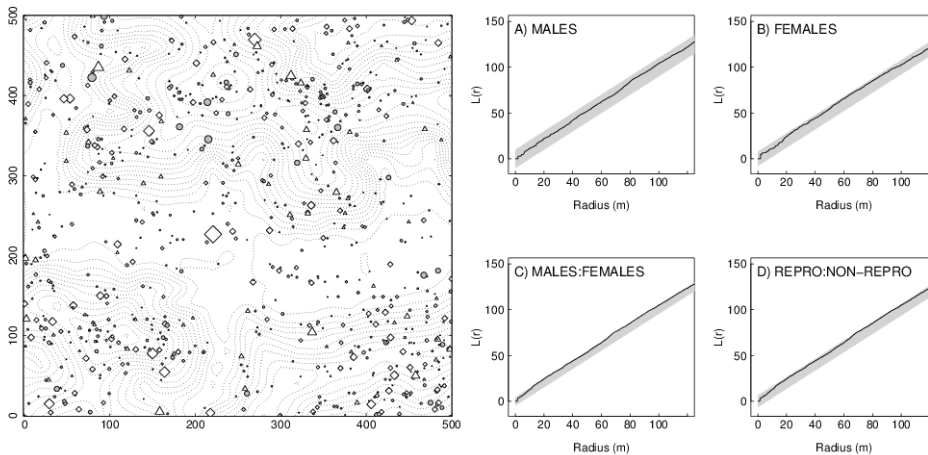 500
400
300
200
100
0
0 100 200 300 400 500
A) MALES
L(r)
150
100
50
0
0 20 40 60 80 100
Radius (m)
B) FEMALES
L(r)
150
100
50
0
0 20 40 60 80 100
Radius (m)
C) MALES:FEMALES
L(r)
150
100
50
0
0 20 40 60 80 100
Radius (m)
D) REPRO:NON−REPRO
L(r)
150
100
50
0
0 20 40 60 80 100
Radius (m)